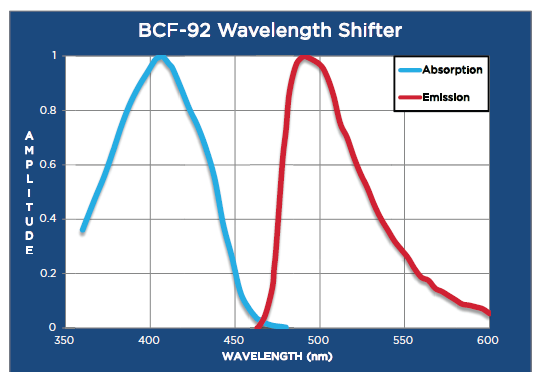 BCF-92 Wavelength Shifter
AMPLITUDE
1
0.8
0.6
0.4
0.2
0
Absorption
Emission
350 400 450 500 550 600
WAVELENGTH (nm)